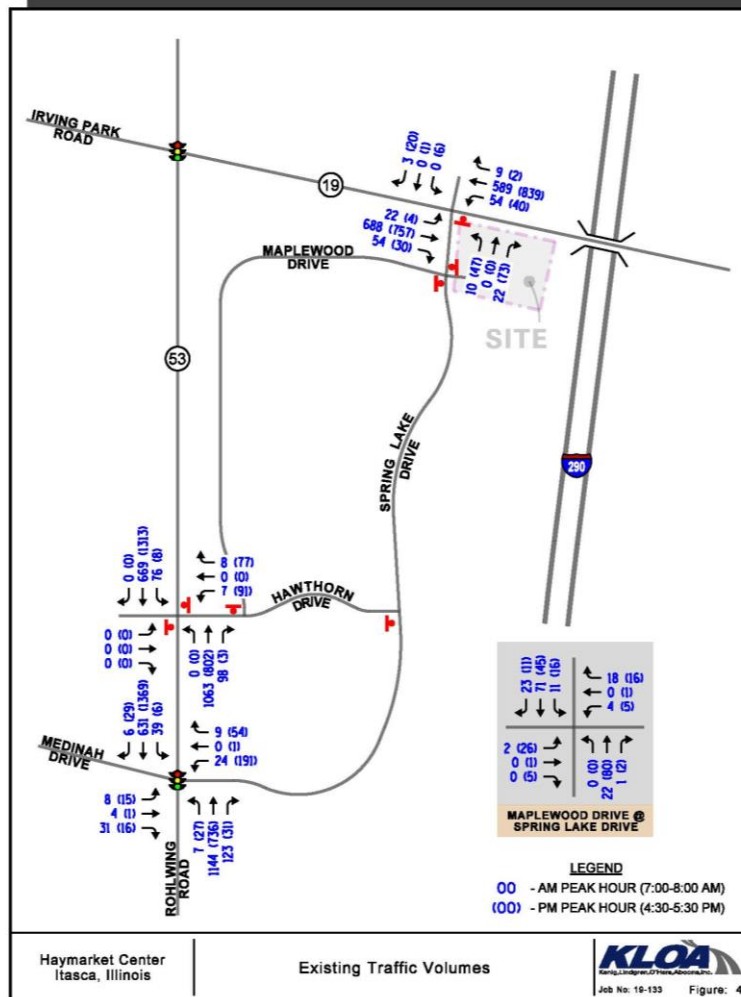 IRVING PARK
ROAD
19
3 (20)
0 (1)
0 (6)
9 (2)
589 (839)
54 (40)
22 (4)
688 (757)
54 (30)
10 (47)
0 (0)
22 (73)
MAPLEWOOD
DRIVE
SITE
53
SPRING LAKE
DRIVE
290
0 (0)
669 (1313)
76 (8)
8 (77)
0 (0)
7 (91)
HAWTHORN
DRIVE
0 (0)
0 (0)
0 (0)
0 (0)
1063 (802)
98 (3)
6 (29)
631 (1369)
39 (6)
9 (54)
0 (1)
24 (191)
MEDINAH
DRIVE
8 (15)
4 (1)
31 (16)
7 (27)
1144 (736)
123 (31)
ROHLWING
ROAD
23 (11)
71 (45)
11 (16)
18 (16)
0 (1)
4 (5)
2 (26)
0 (1)
0 (5)
0 (0)
22 (80)
1 (2)
MAPLEWOOD DRIVE @
SPRING LAKE DRIVE
LEGEND
00 - AM PEAK HOUR (7:00-8:00 AM)
(00) - PM PEAK HOUR (4:30-5:30 PM)
Haymarket Center
Itasca, Illinois
Existing Traffic Volumes
KLOA
Kenig,Lindgren,O'Hara,Aboona,Inc.
Job No: 19-133 Figure: 4